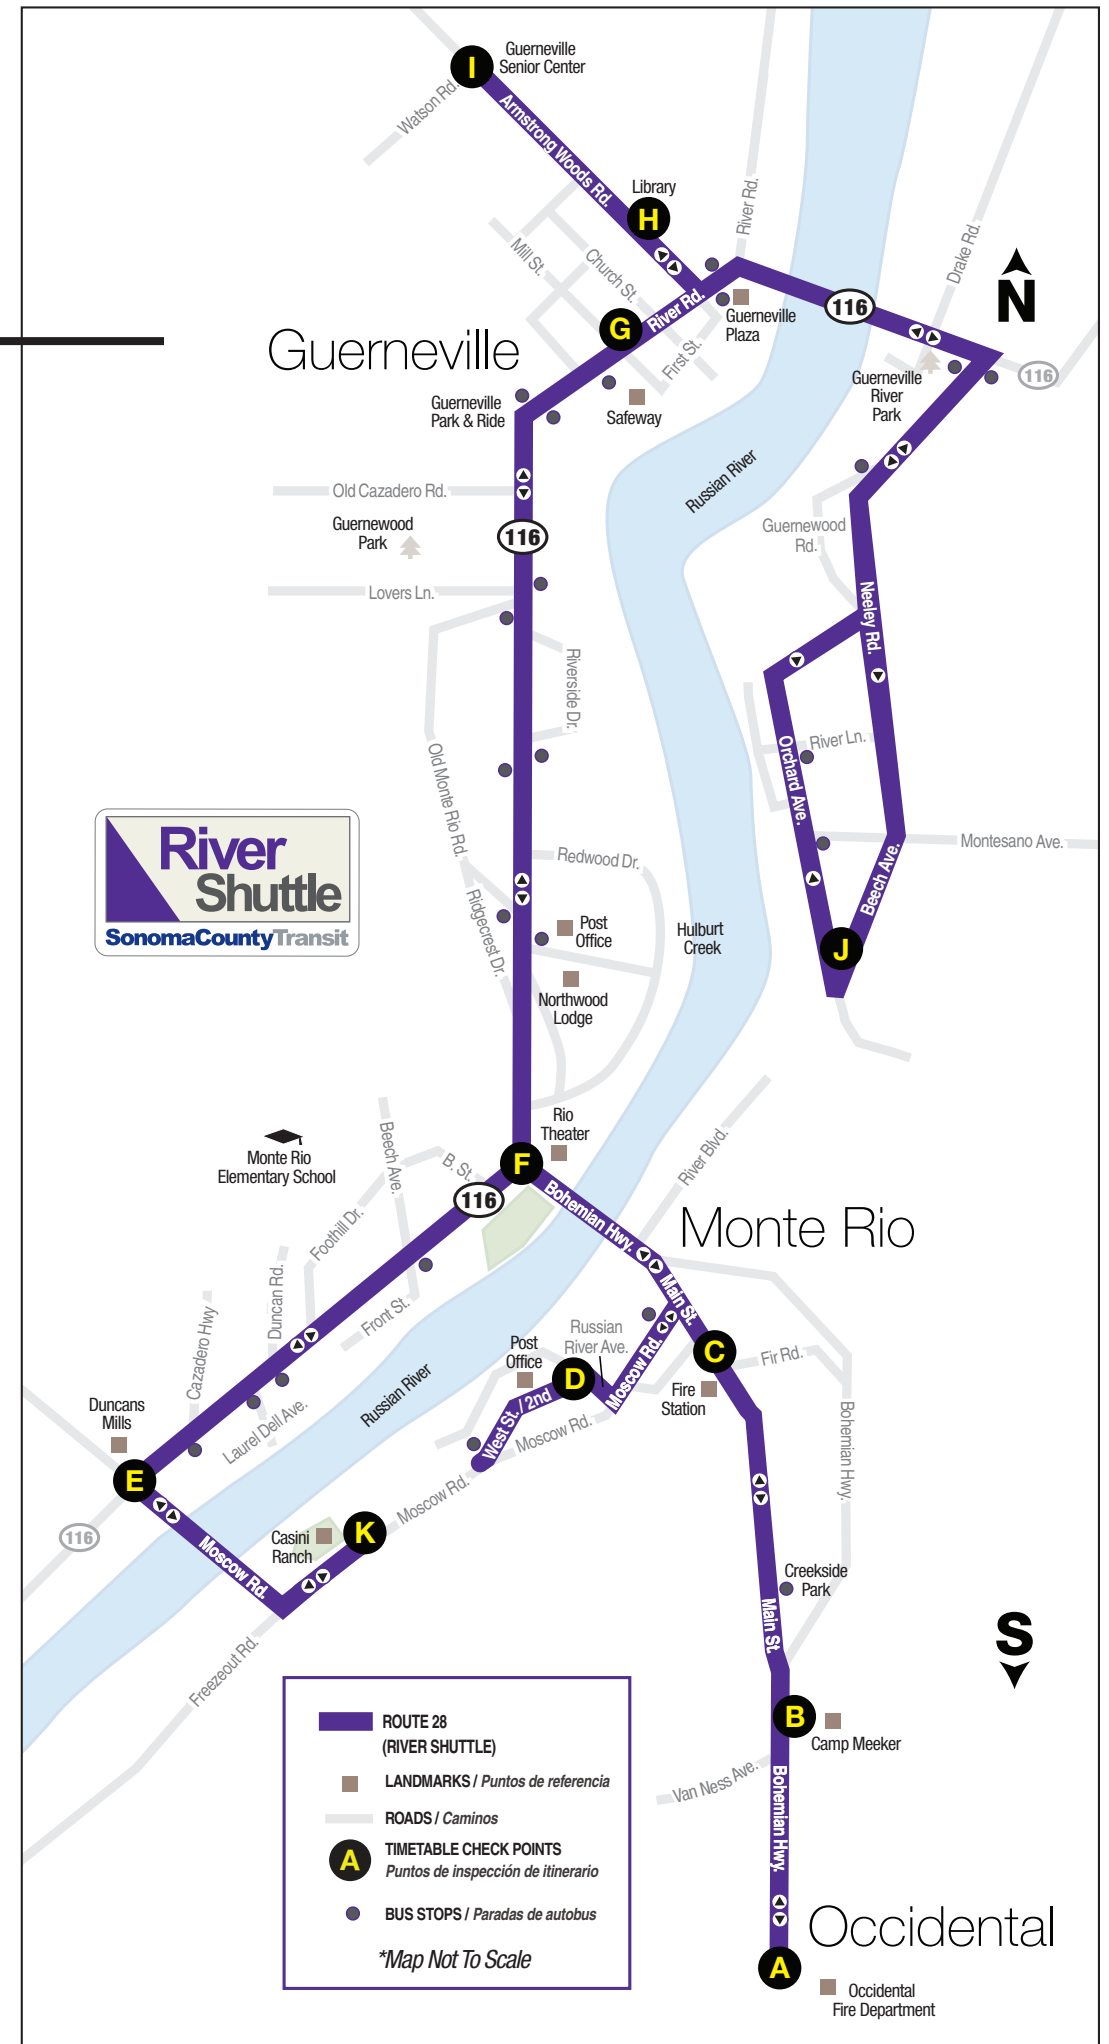 I
Guerneville
Senior Center
Watson Rd.
Armstrong Woods Rd.
Library
H
River Rd.
Mill St.
Church St.
Drake Rd.
N
116
River Rd.
G
Guerneville
Plaza
First St.
Guerneville
116
Guerneville
River
Park
Guerneville
Park & Ride
Safeway
Russian River
Old Cazadero Rd.
Guernewood
Park
116
Guernewood
Rd.
Lovers Ln.
Neeley Rd.
Riverside Dr.
Orchard Ave.
River Ln.
Old Monte Rio Rd.
River
Shuttle
SonomaCountyTransit
Montesano Ave.
Redwood Dr.
Beech Ave.
Ridgecrest Dr.
Post
Office
Hulburt
Creek
J
Northwood
Lodge
Rio
Theater
Monte Rio
Elementary School
Beech Ave.
B. St.
F
116
River Blvd.
Bohemian Hwy.
Monte Rio
Foothill Dr.
Duncan Rd.
Cazadero Hwy
Front St.
Main St.
Russian
River Ave.
Moscow Rd.
Post
Office
D
C
Fir Rd.
Fire
Station
Russian River
Duncans
Mills
Laurel Dell Ave.
West St. / 2nd
Moscow Rd.
Bohemian Hwy.
E
Moscow Rd.
116
Casini
Ranch
K
Moscow Rd.
Creekside
Park
Main St.
S
Freezeout Rd.
B
Camp Meeker
Van Ness Ave.
Bohemian Hwy.
ROUTE 28
(RIVER SHUTTLE)
LANDMARKS / Puntos de referencia
ROADS / Caminos
A
TIMETABLE CHECK POINTS
Puntos de inspección de itinerario
BUS STOPS / Paradas de autobus
*Map Not To Scale
Occidental
A
Occidental
Fire Department